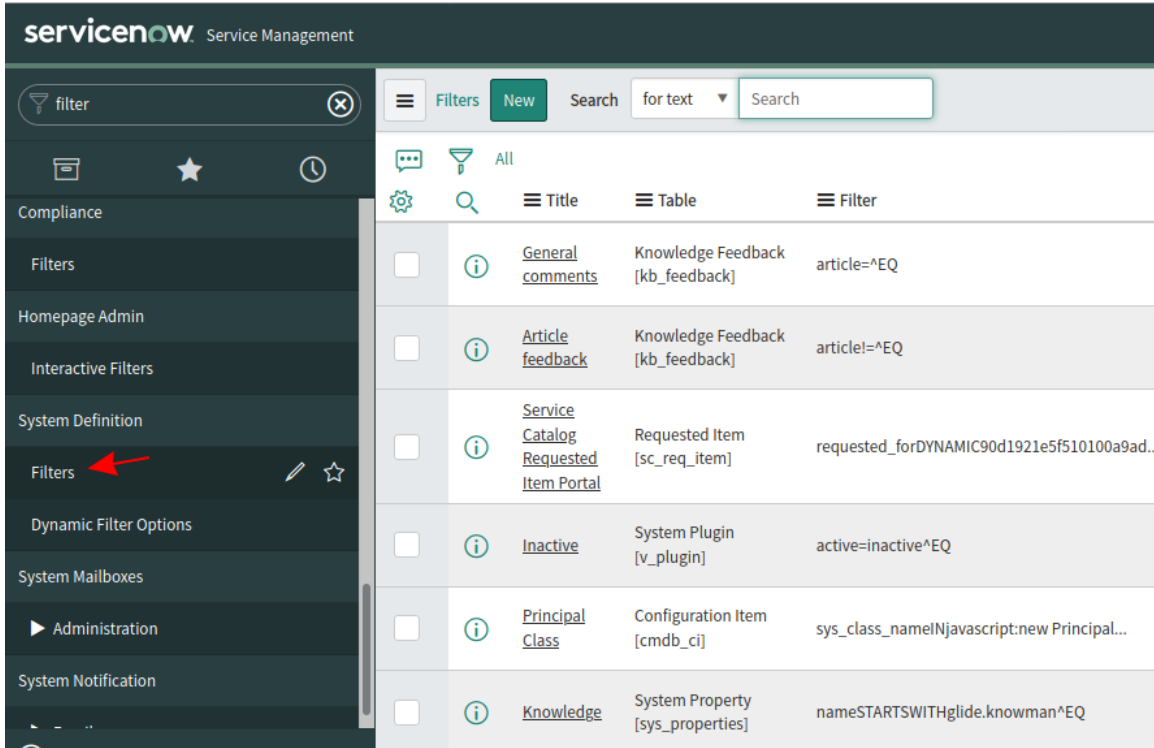 servicenow. Service Management
filter
Compliance
Filters
Homepage Admin
Interactive Filters
System Definition
Filters
Dynamic Filter Options
System Mailboxes
Administration
System Notification
Filters New Search for text Search
All
Title Table Filter
General
comments
Knowledge Feedback
[kb_feedback]
article=^EQ
Article
feedback
Knowledge Feedback
[kb_feedback]
article!=^EQ
Service
Catalog
Requested
Item Portal
Requested Item
[sc_req_item]
requested_forDYNAMIC90d1921e5f510100a9ad...
Inactive
System Plugin
[v_plugin]
active=inactive^EQ
Principal
Class
Configuration Item
[cmdb_ci]
sys_class_nameINjavascript:new Principal...
Knowledge
System Property
[sys_properties]
nameSTARTSWITHglide.knowman^EQ